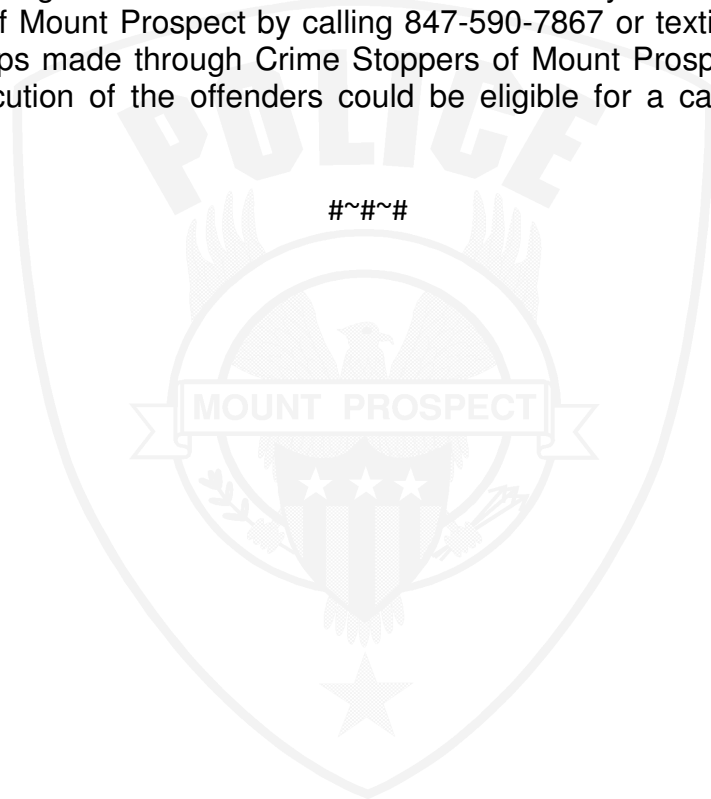 f Mount Prospect by calling 847-590-7867 or texti
ps made through Crime Stoppers of Mount Prosp
cution of the offenders could be eligible for a ca
#~#~#
POLICE
MOUNT PROSPECT